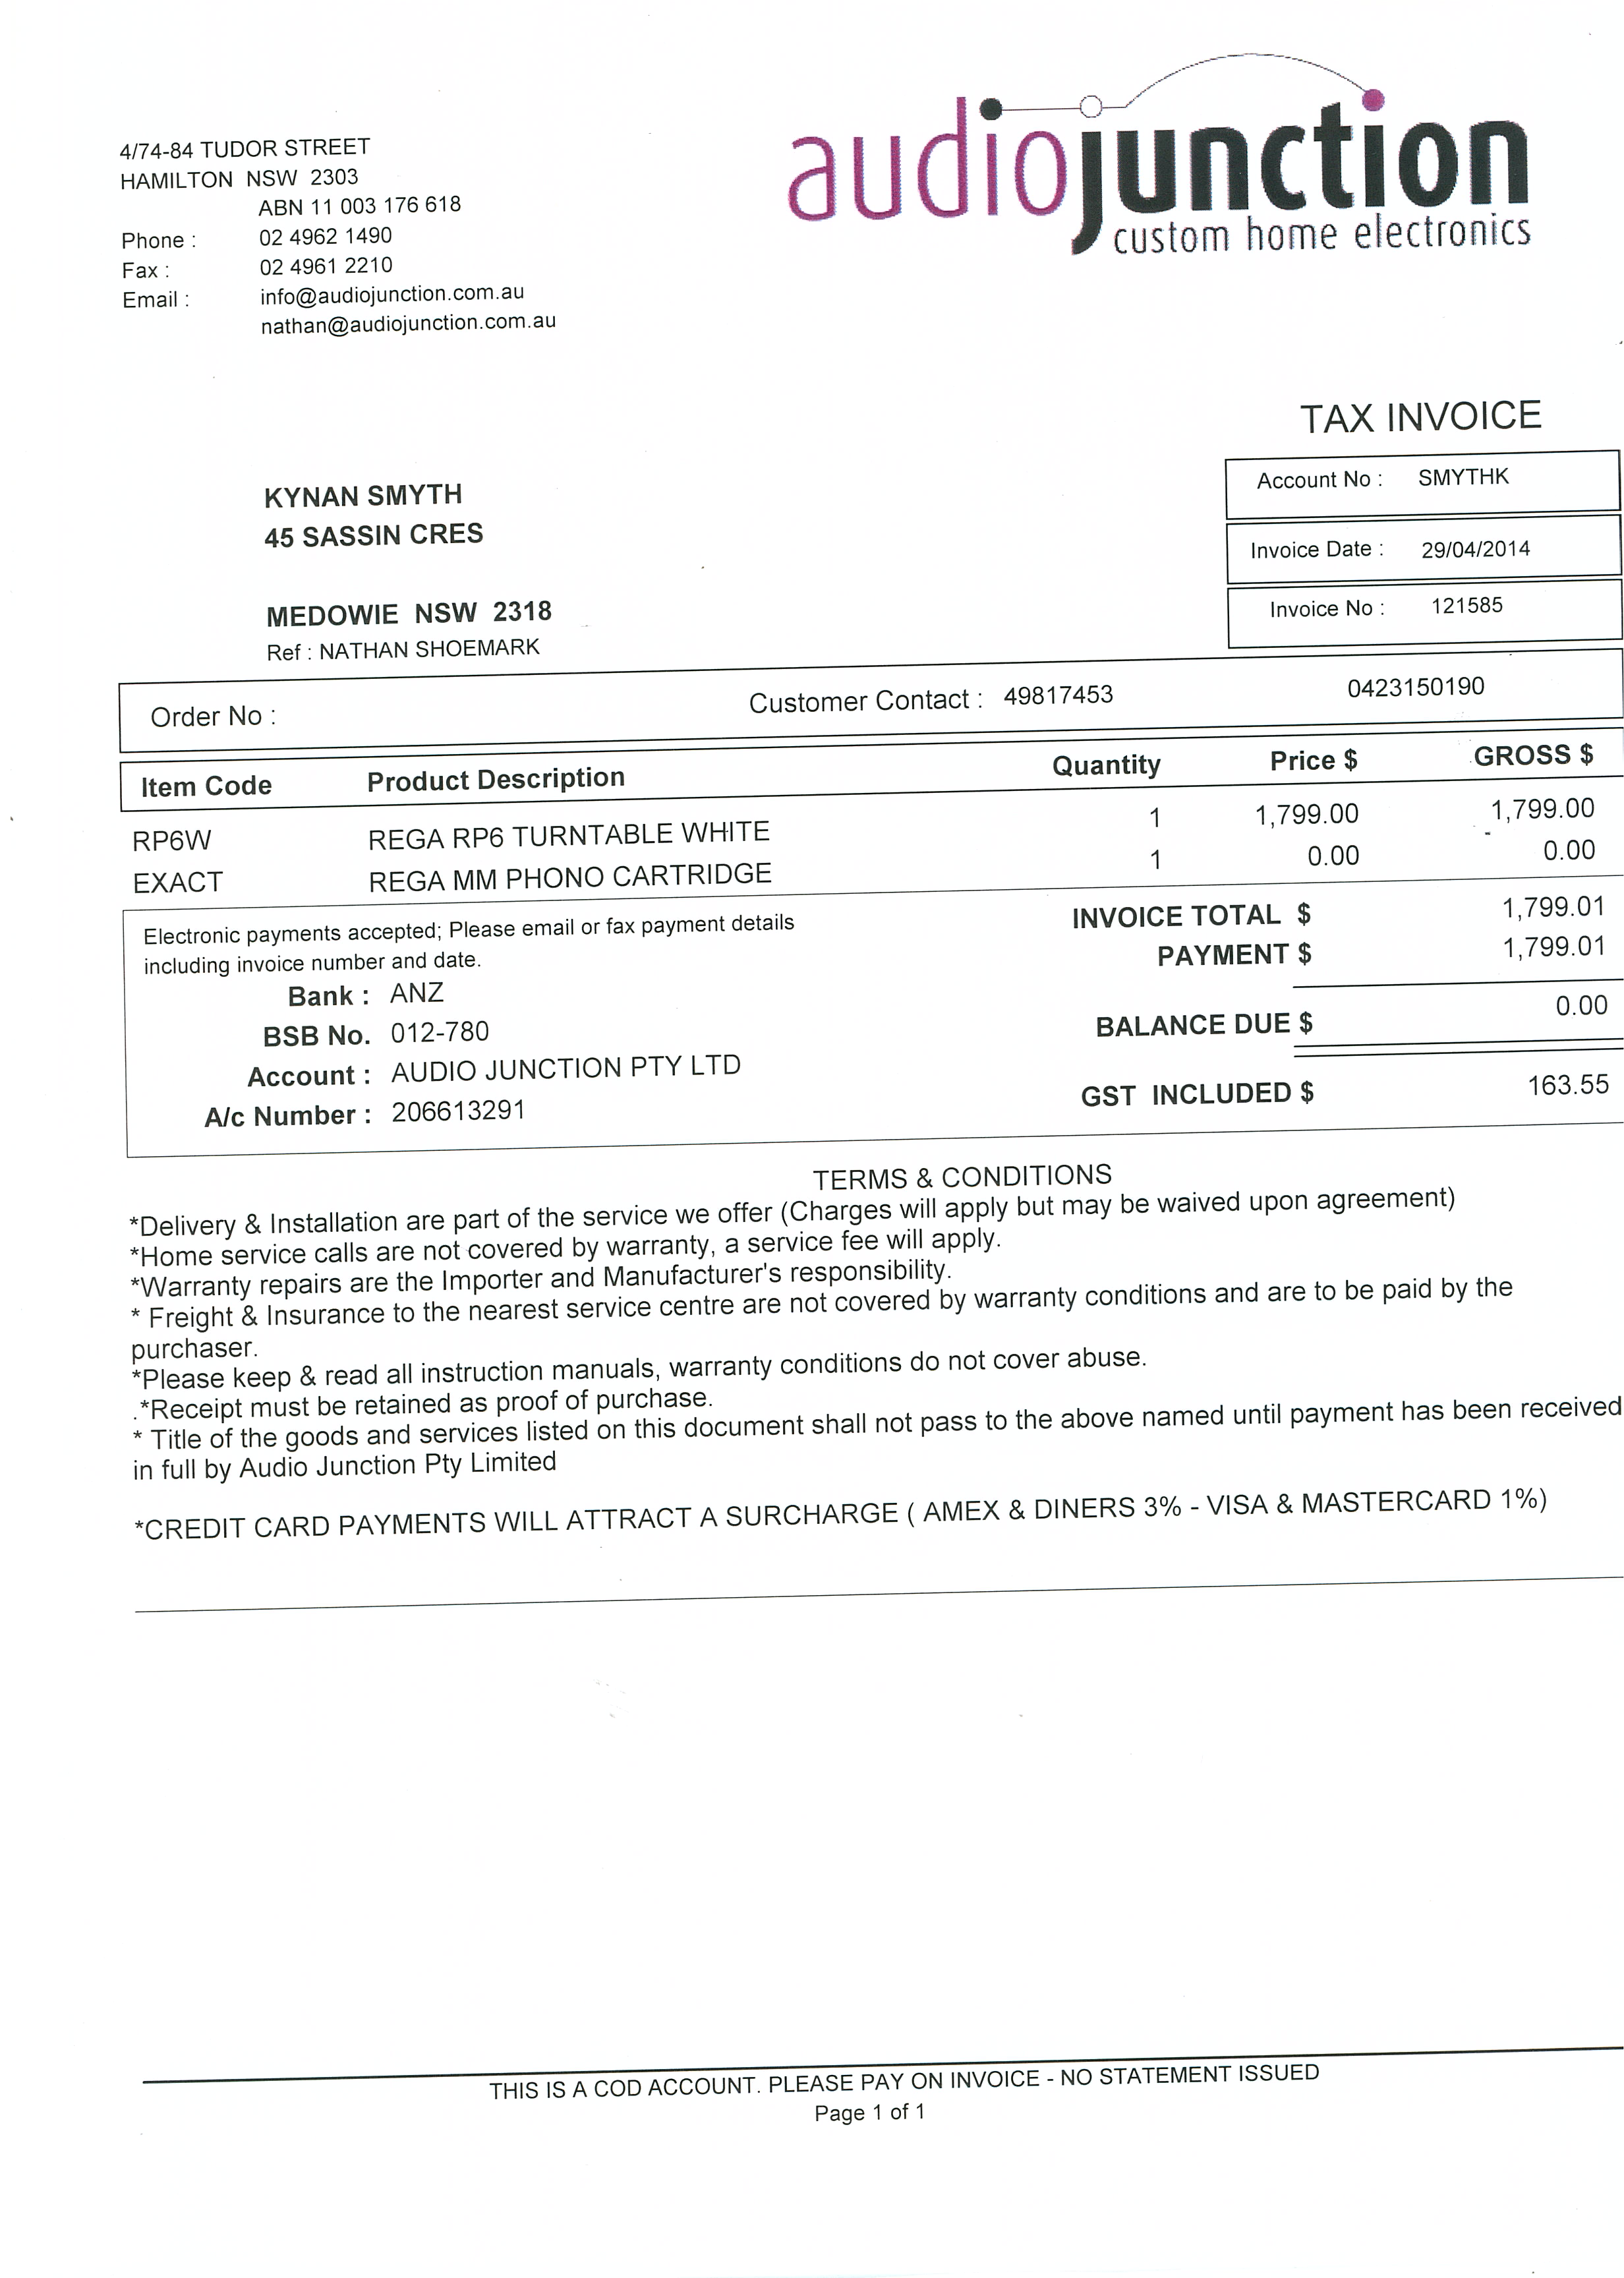 audiojunction
custom home electronics
4/74-84 TUDOR STREET
HAMILTON NSW 2303
ABN 11 003 176 618
Phone : 02 4962 1490
Fax : 02 4961 2210
Email : info@audiojunction.com.au
nathan@audiojunction.com.au
TAX INVOICE
KYNAN SMYTH
45 SASSIN CRES
MEDOWIE NSW 2318
Ref : NATHAN SHOEMARK
Account No : SMYTHK
Invoice Date : 29/04/2014
Invoice No : 121585
Order No : Customer Contact : 49817453 0423150190
Item Code Product Description Quantity Price $ GROSS $
RP6W REGA RP6 TURNTABLE WHITE 1 1,799.00 1,799.00
EXACT REGA MM PHONO CARTRIDGE 1 0.00 0.00
Electronic payments accepted; Please email or fax payment details
including invoice number and date.
Bank : ANZ
BSB No. 012-780
Account : AUDIO JUNCTION PTY LTD
A/c Number : 206613291
INVOICE TOTAL $ 1,799.01
PAYMENT $ 1,799.01
BALANCE DUE $ 0.00
GST INCLUDED $ 163.55
TERMS & CONDITIONS
*Delivery & Installation are part of the service we offer (Charges will apply but may be waived upon agreement)
*Home service calls are not covered by warranty, a service fee will apply.
*Warranty repairs are the Importer and Manufacturer's responsibility.
* Freight & Insurance to the nearest service centre are not covered by warranty conditions and are to be paid by the
purchaser.
*Please keep & read all instruction manuals, warranty conditions do not cover abuse.
.*Receipt must be retained as proof of purchase.
* Title of the goods and services listed on this document shall not pass to the above named until payment has been received
in full by Audio Junction Pty Limited
*CREDIT CARD PAYMENTS WILL ATTRACT A SURCHARGE ( AMEX & DINERS 3% - VISA & MASTERCARD 1%)
THIS IS A COD ACCOUNT. PLEASE PAY ON INVOICE - NO STATEMENT ISSUED
Page 1 of 1